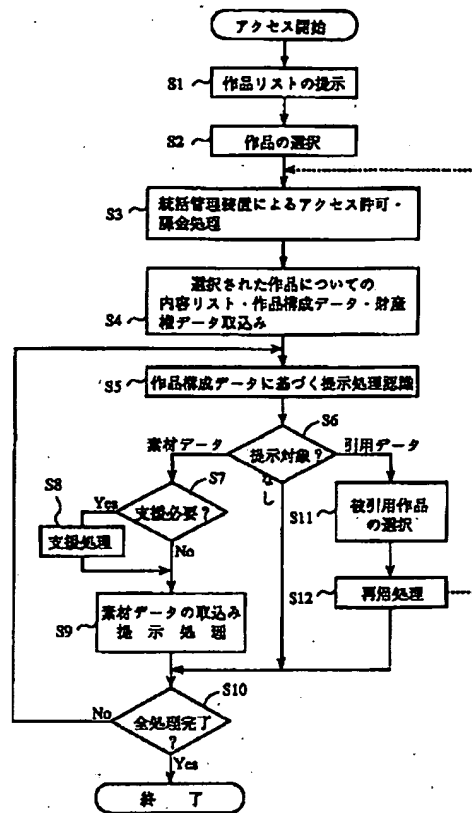 アクセス開始
S1
作品リストの提示
S2
作品の選択
S3
統括管理装置によるアクセス許可・
課金処理
S4
選択された作品についての
内容リスト・作品構成データ・財産
権データ取込み
S5
作品構成データに基づく提示処理認識
S6
提示対象?
素材データ
なし
引用データ
S7
支援必要?
Yes
No
S8
支援処理
S11
被引用作品
の選択
S12
再帰処理
S9
素材データの取込み
提示処理
S10
全処理完了
?
No
Yes
終了